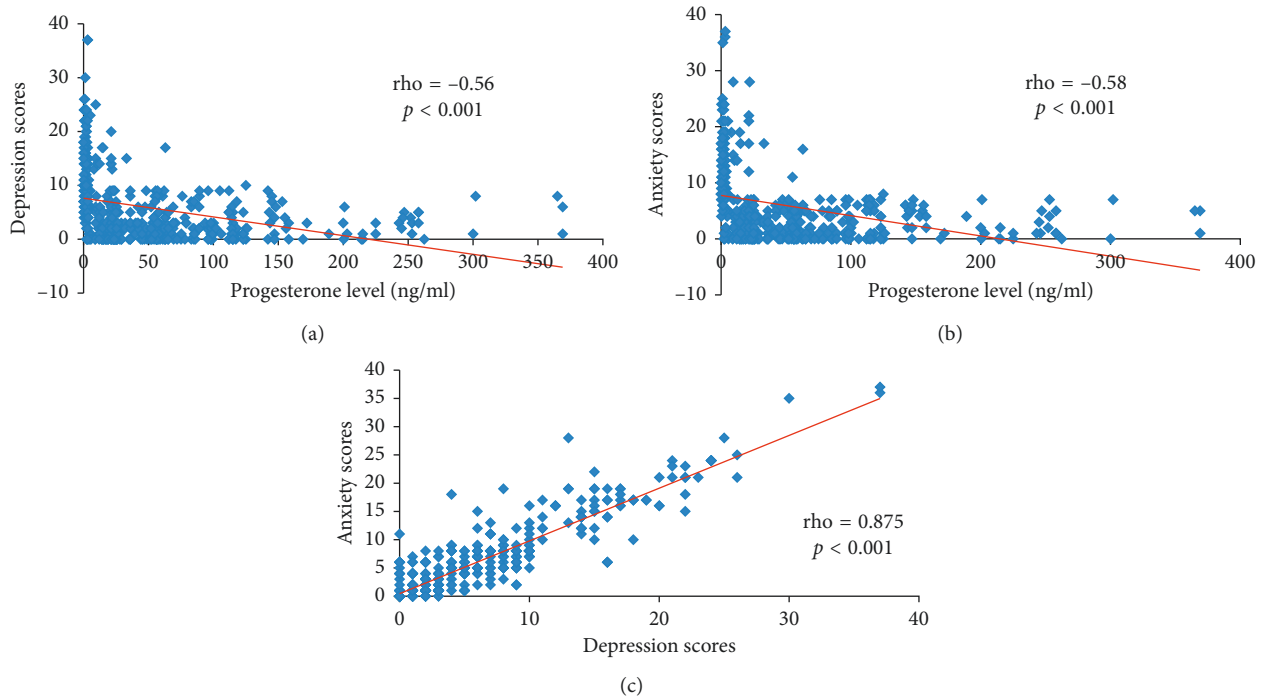 40
30
20
10
0
−10
Depression scores
rho = −0.56
p < 0.001
0 50 100 150 200 250 300 350 400
Progesterone level (ng/ml)
(a)
40
30
20
10
0
−10
Anxiety scores
rho = −0.58
p < 0.001
0 100 200 300 400
Progesterone level (ng/ml)
(b)
40
35
30
25
20
15
10
5
0
Anxiety scores
rho = 0.875
p < 0.001
0 10 20 30 40
Depression scores
(c)